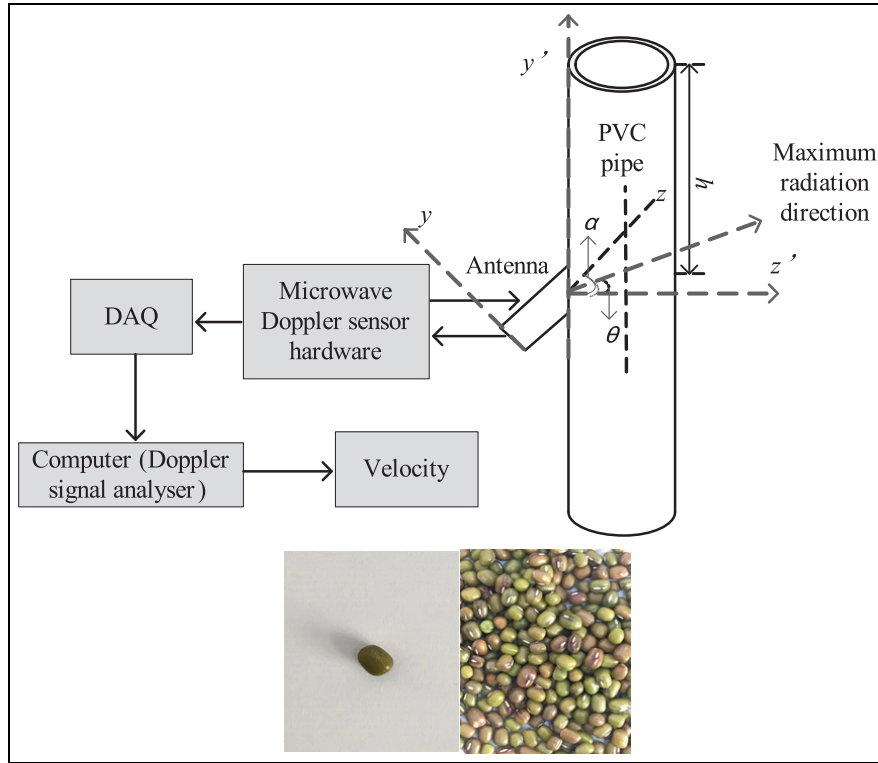 y’
PVC
pipe
h
Maximum
radiation
direction
z
α
y
Antenna
z’
θ
DAQ
Microwave
Doppler sensor
hardware
Computer (Doppler
signal analyser)
Velocity